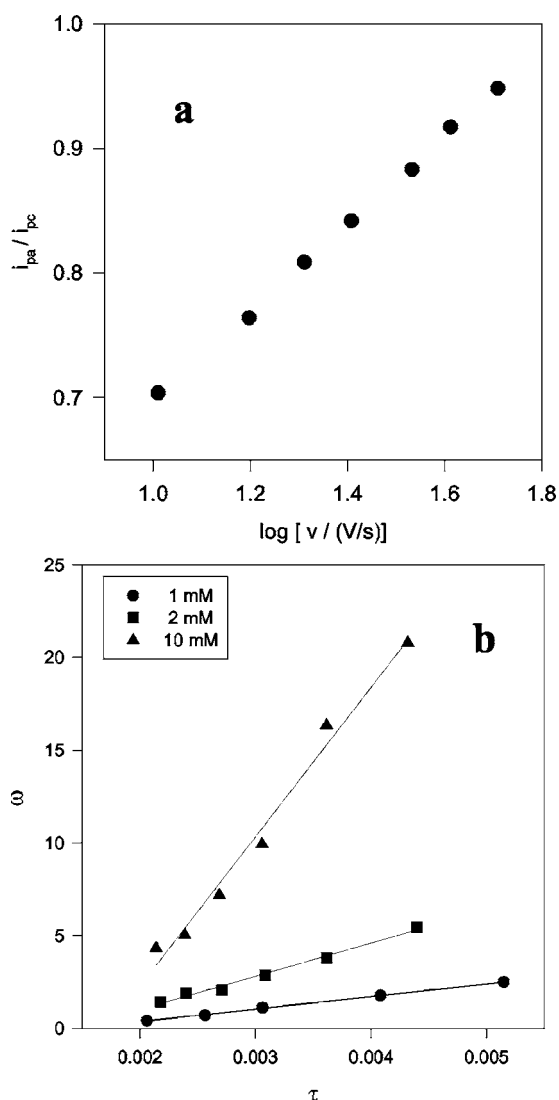 1.0
0.9
0.8
0.7
i_pa / i_pc
a
1.0 1.2 1.4 1.6 1.8
log [ v / (V/s)]
25
20
15
10
5
0
ω
1 mM
2 mM
10 mM
b
0.002 0.003 0.004 0.005
τ